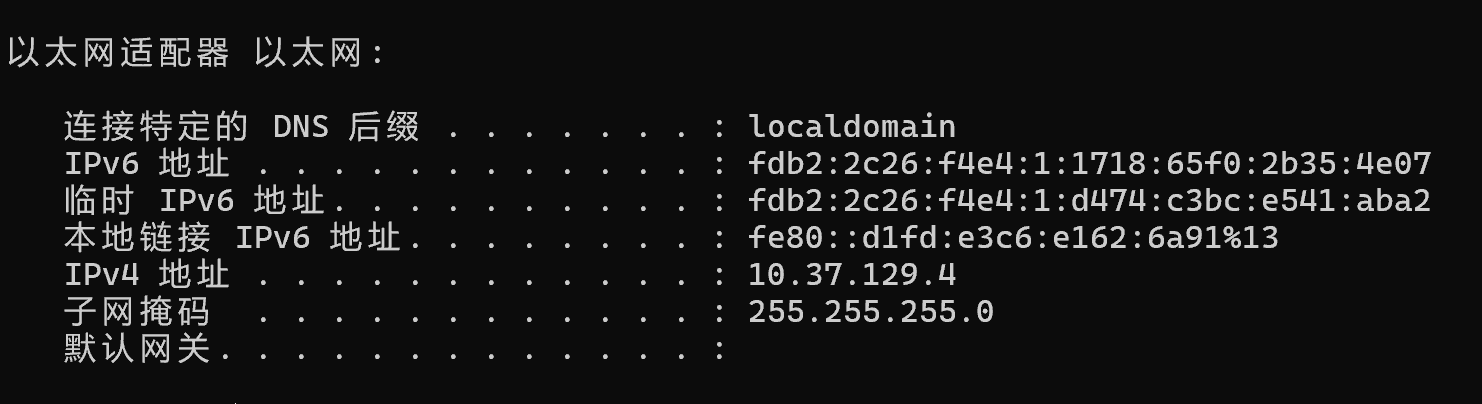 以太网适配器 以太网:
连接特定的 DNS 后缀 . . . . . . . : localdomain
IPv6 地址 . . . . . . . . . . . . : fdb2:2c26:f4e4:1:1718:65f0:2b35:4e07
临时 IPv6 地址. . . . . . . . . . : fdb2:2c26:f4e4:1:d474:c3bc:e541:aba2
本地链接 IPv6 地址. . . . . . . . : fe80::d1fd:e3c6:e162:6a91%13
IPv4 地址 . . . . . . . . . . . . : 10.37.129.4
子网掩码  . . . . . . . . . . . . : 255.255.255.0
默认网关. . . . . . . . . . . . . :